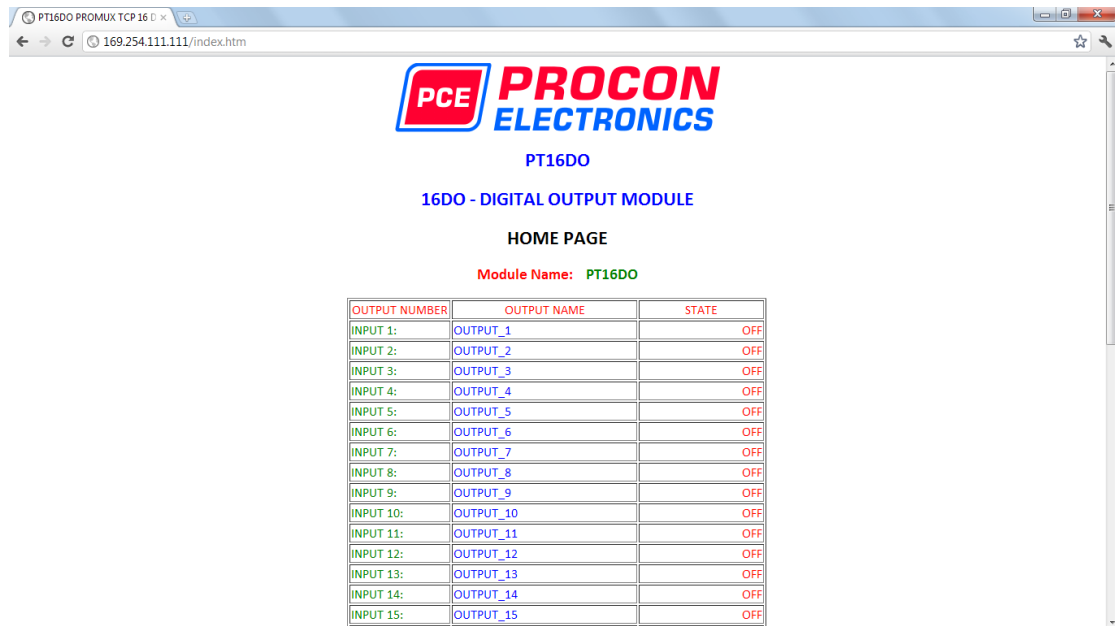 PT16DO PROMUX TCP 16 D
169.254.111.111/index.htm
PCE PROCON
ELECTRONICS
PT16DO
16DO - DIGITAL OUTPUT MODULE
HOME PAGE
Module Name: PT16DO
OUTPUT NUMBER OUTPUT NAME STATE
INPUT 1: OUTPUT_1 OFF
INPUT 2: OUTPUT_2 OFF
INPUT 3: OUTPUT_3 OFF
INPUT 4: OUTPUT_4 OFF
INPUT 5: OUTPUT_5 OFF
INPUT 6: OUTPUT_6 OFF
INPUT 7: OUTPUT_7 OFF
INPUT 8: OUTPUT_8 OFF
INPUT 9: OUTPUT_9 OFF
INPUT 10: OUTPUT_10 OFF
INPUT 11: OUTPUT_11 OFF
INPUT 12: OUTPUT_12 OFF
INPUT 13: OUTPUT_13 OFF
INPUT 14: OUTPUT_14 OFF
INPUT 15: OUTPUT_15 OFF